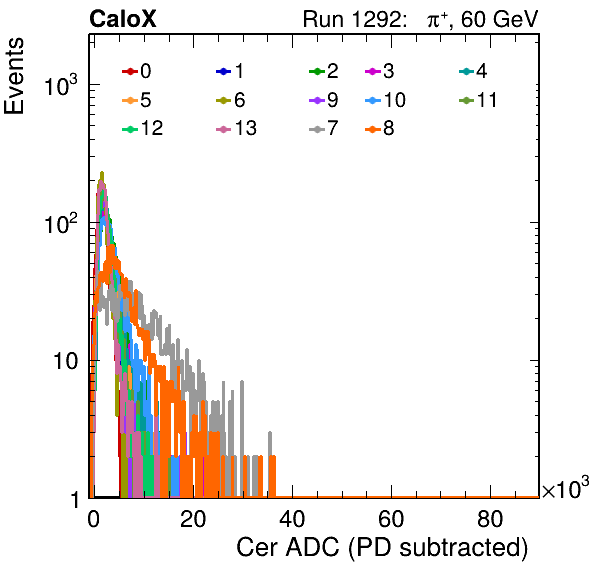 CaloX Run 1292: π⁺, 60 GeV
Events
10³
10²
10
1
0 1 2 3 4
5 6 9 10 11
12 13 7 8
0 20 40 60 80 ×10³
Cer ADC (PD subtracted)